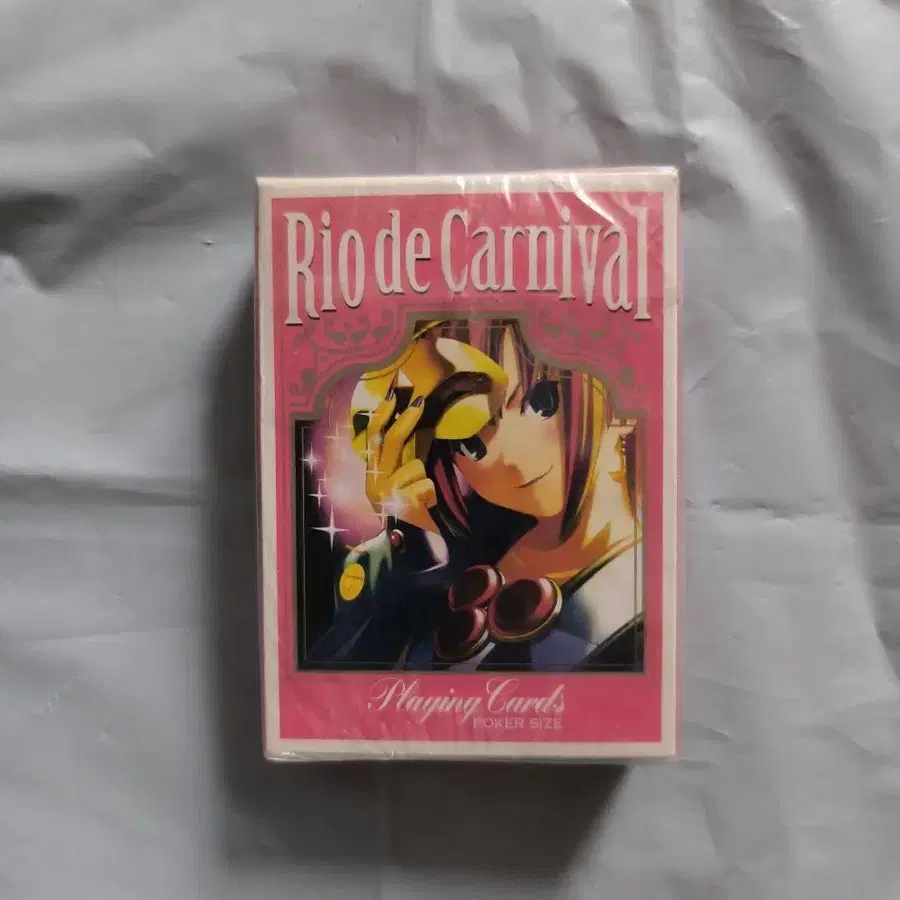 Rio de Carnival
Playing Cards
POKER SIZE